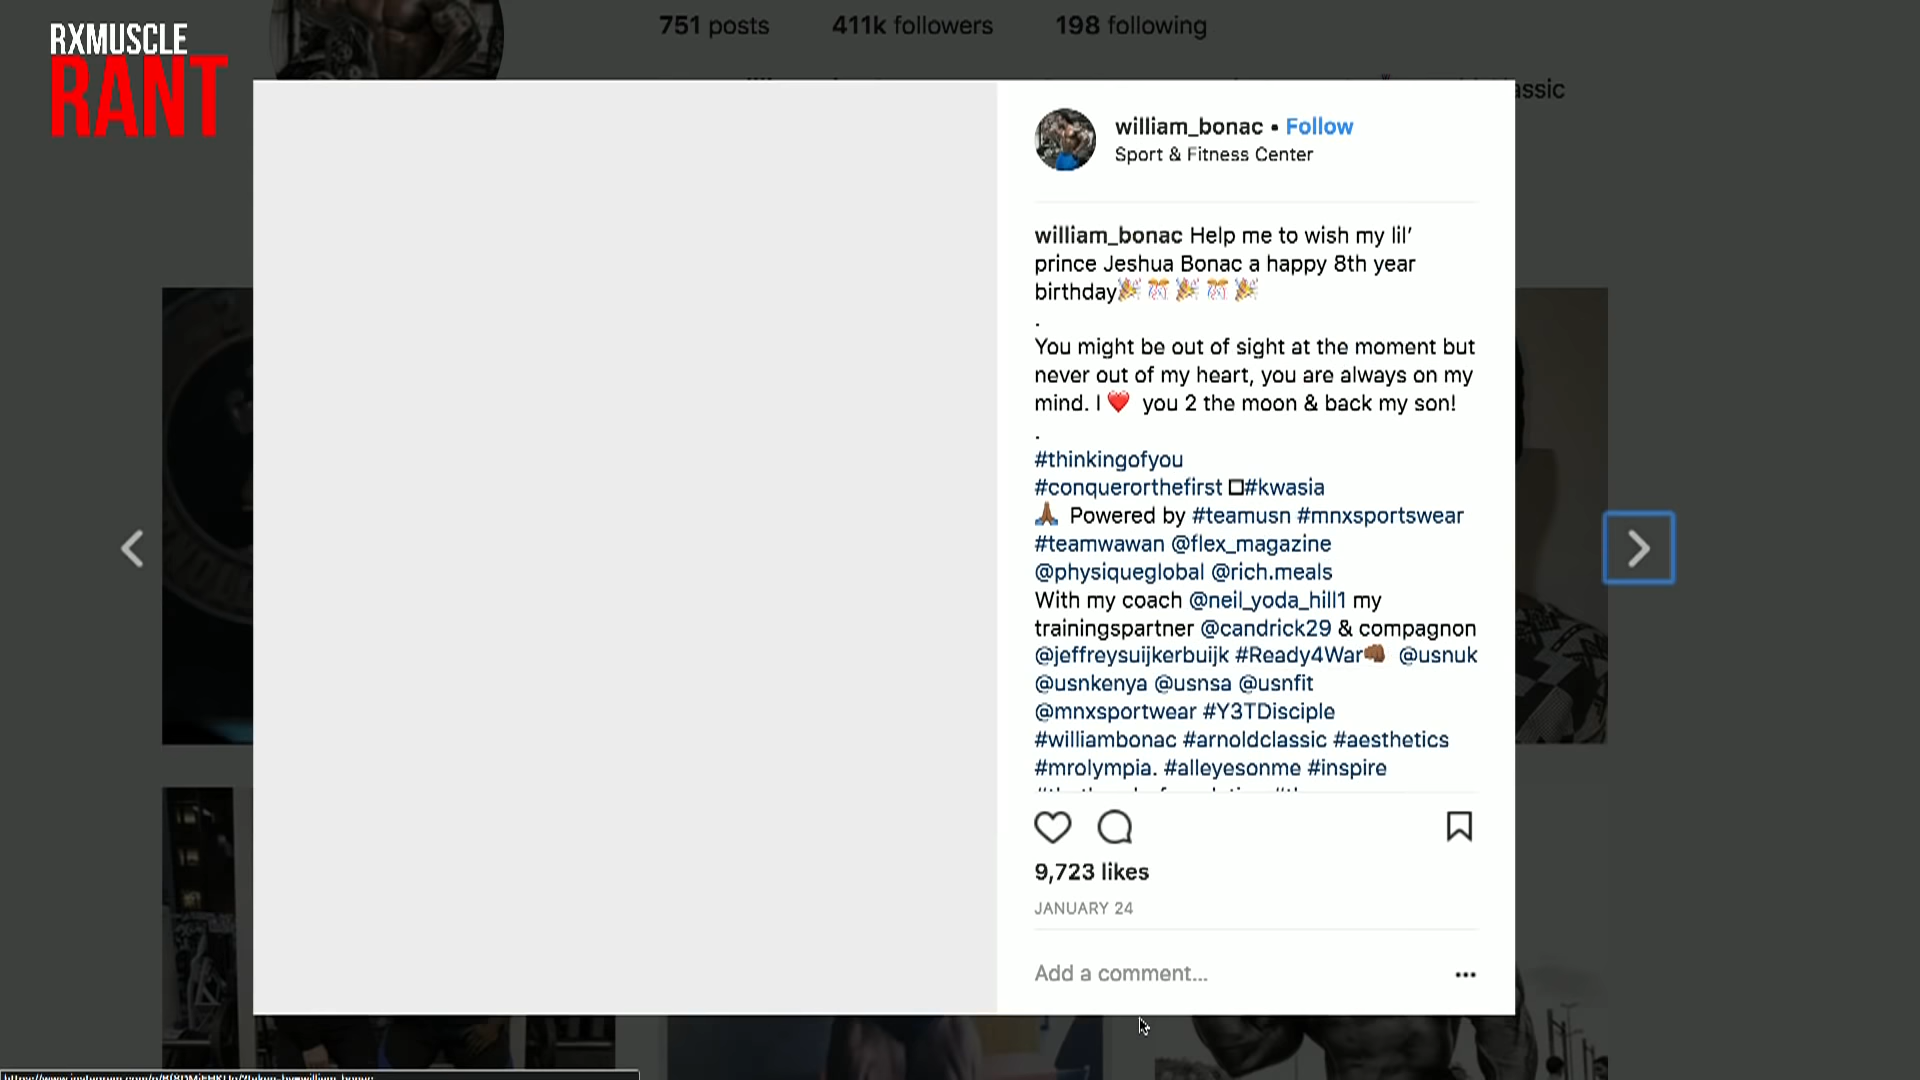 RXMUSCLE
RANT
751 posts 411k followers 198 following
assic
william_bonac • Follow
Sport & Fitness Center
william_bonac Help me to wish my lil’
prince Jeshua Bonac a happy 8th year
birthday🎉 🎊 🎉 🎊 🎉
.
You might be out of sight at the moment but
never out of my heart, you are always on my
mind. I ❤️ you 2 the moon & back my son!
.
#thinkingofyou
#conquerorthefirst #kwasia
🙏🏾 Powered by #teamusn #mnxsportswear
#teamwawan @flex_magazine
@physiqueglobal @rich.meals
With my coach @neil_yoda_hill1 my
trainingspartner @candrick29 & compagnon
@jeffreysuijkerbuijk #Ready4War👊🏾 @usnuk
@usnkenya @usnsa @usnfit
@mnxsportwear #Y3TDisciple
#williambonac #arnoldclassic #aesthetics
#mrolympia. #alleyesonme #inspire
9,723 likes
JANUARY 24
Add a comment...